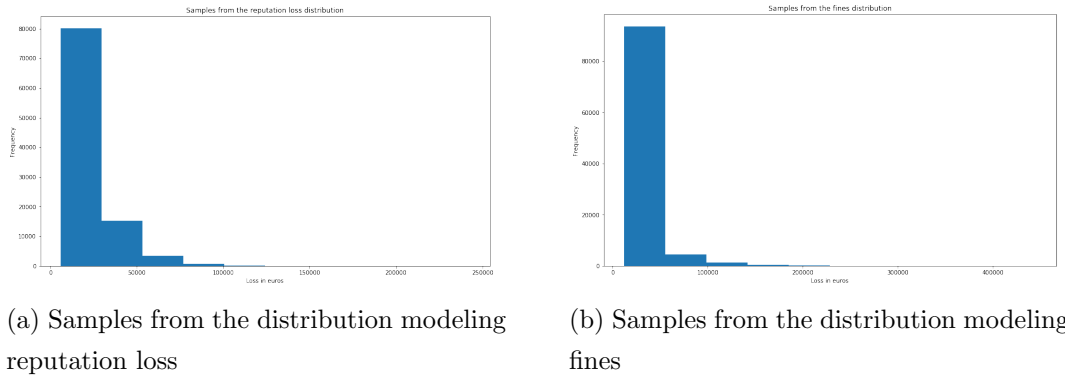 Samples from the reputation loss distribution
80000
70000
60000
50000
40000
30000
20000
10000
0
Frequency
0 50000 100000 150000 200000 250000
Loss in euros
Samples from the fines distribution
80000
60000
40000
20000
0
Frequency
0 100000 200000 300000 400000
Loss in euros
(a) Samples from the distribution modeling
reputation loss
(b) Samples from the distribution modeling
fines